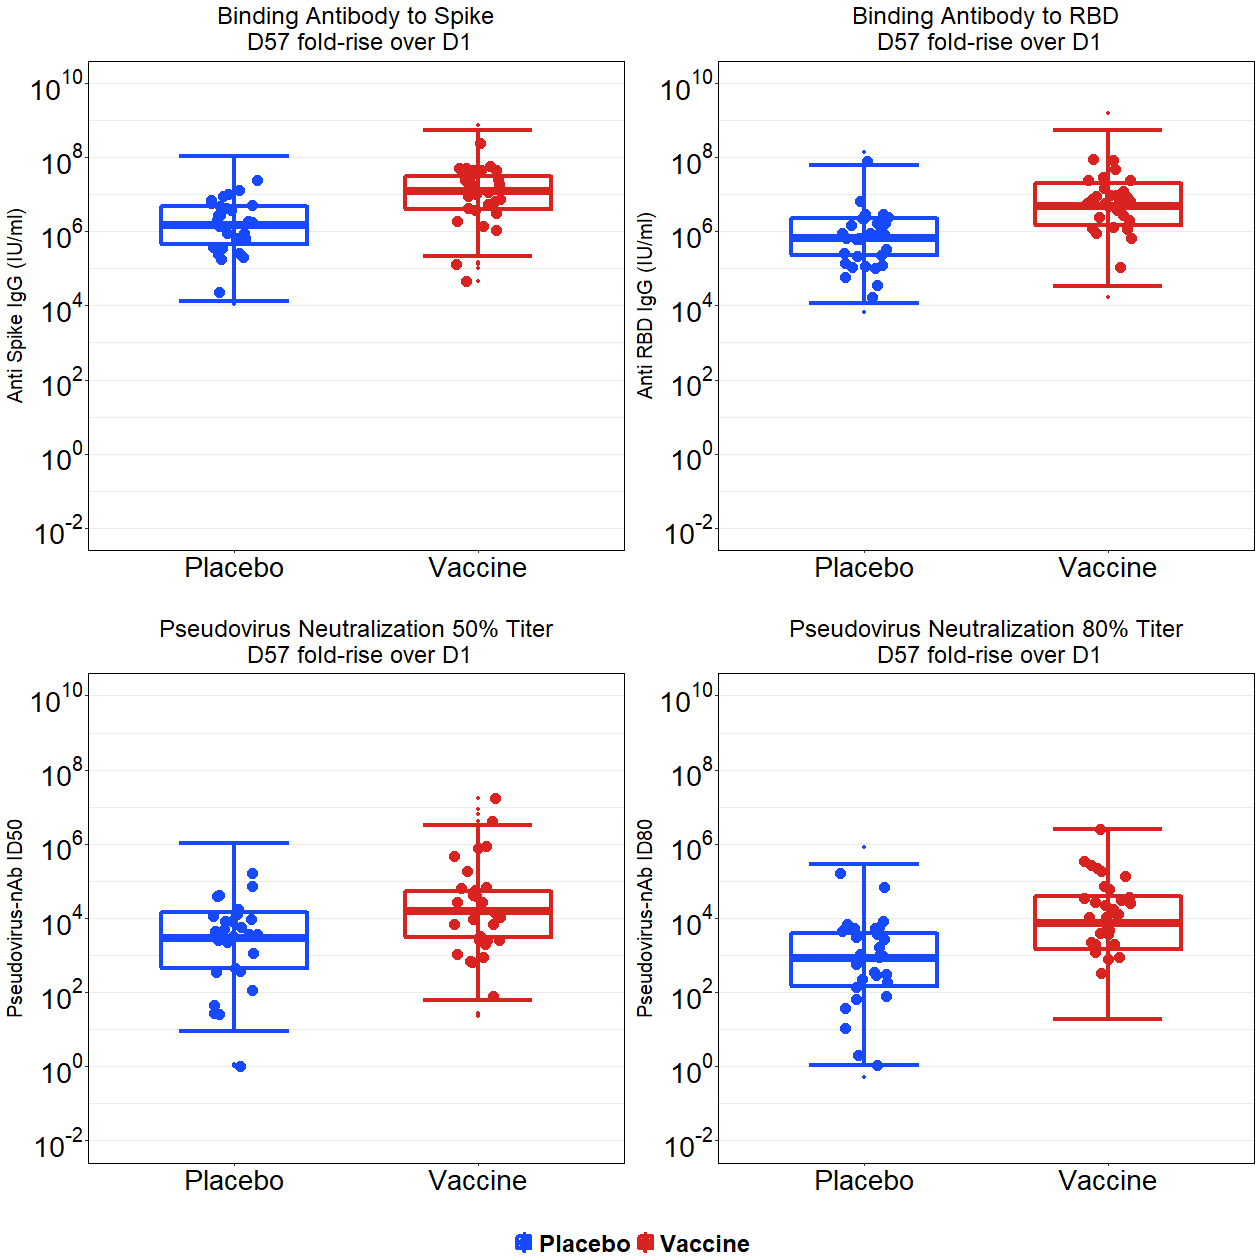 Binding Antibody to Spike
D57 fold-rise over D1
Anti Spike IgG (IU/ml)
10^10
10^8
10^6
10^4
10^2
10^0
10^-2
Placebo
Vaccine
Binding Antibody to RBD
D57 fold-rise over D1
Anti RBD IgG (IU/ml)
10^10
10^8
10^6
10^4
10^2
10^0
10^-2
Placebo
Vaccine
Pseudovirus Neutralization 50% Titer
D57 fold-rise over D1
Pseudovirus-nAb ID50
10^10
10^8
10^6
10^4
10^2
10^0
10^-2
Placebo
Vaccine
Pseudovirus Neutralization 80% Titer
D57 fold-rise over D1
Pseudovirus-nAb ID80
10^10
10^8
10^6
10^4
10^2
10^0
10^-2
Placebo
Vaccine
Placebo Vaccine